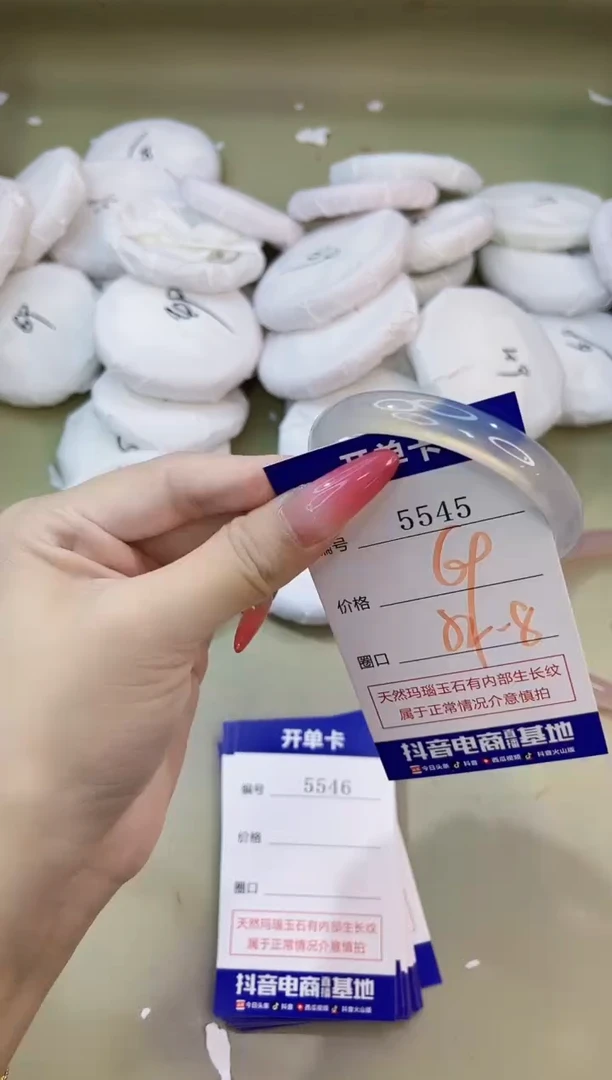 开单卡
5545
编号
价格
圈口
天然玛瑙玉石有内部生长纹
属于正常情况介意慎拍
抖音电商直播基地
今日头条 抖音 西瓜视频 抖音火山版
开单卡
编号 5546
价格
圈口
天然玛瑙玉石有内部生长纹
属于正常情况介意慎拍
抖音电商直播基地
今日头条 抖音 西瓜视频 抖音火山版